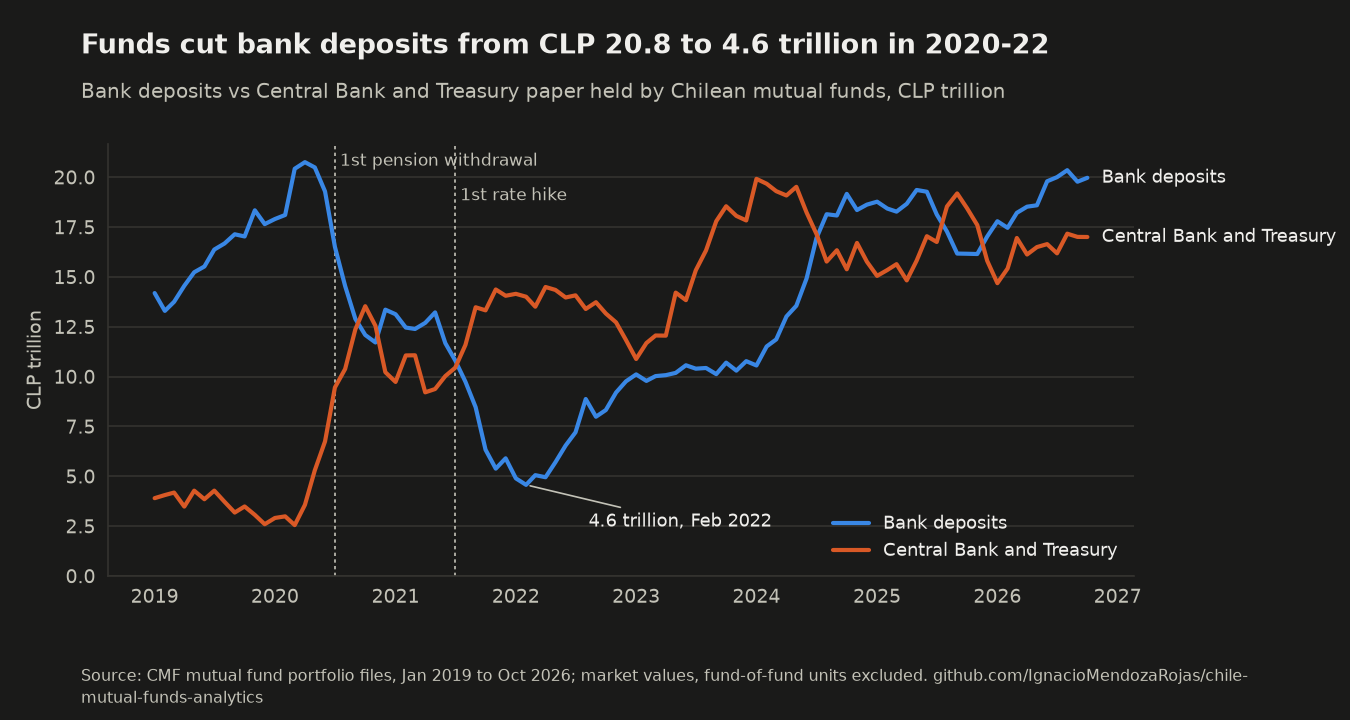 Funds cut bank deposits from CLP 20.8 to 4.6 trillion in 2020-22
Bank deposits vs Central Bank and Treasury paper held by Chilean mutual funds, CLP trillion
1st pension withdrawal
1st rate hike
20.0
17.5
15.0
12.5
10.0
7.5
5.0
2.5
0.0
CLP trillion
Bank deposits
Central Bank and Treasury
4.6 trillion, Feb 2022
Bank deposits
Central Bank and Treasury
2019 2020 2021 2022 2023 2024 2025 2026 2027
Source: CMF mutual fund portfolio files, Jan 2019 to Oct 2026; market values, fund-of-fund units excluded. github.com/IgnacioMendozaRojas/chile-
mutual-funds-analytics